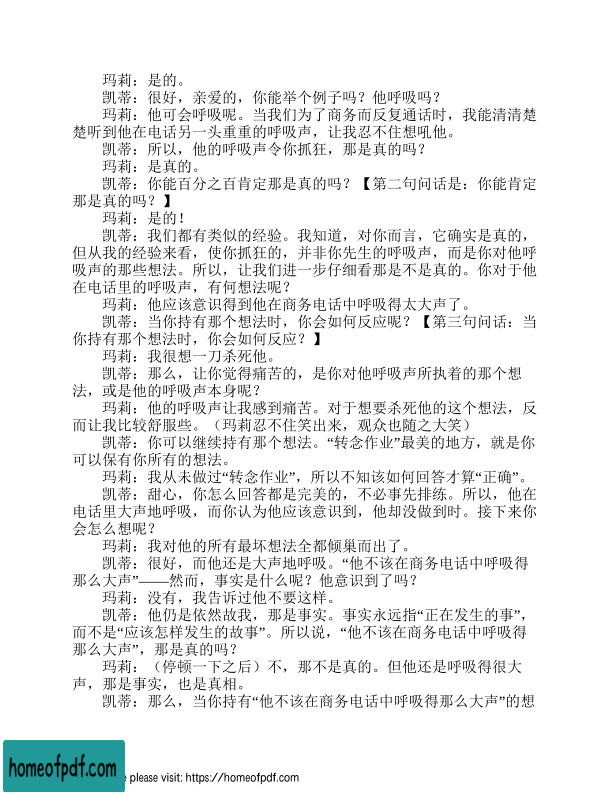 玛莉：是的。
凯蒂：很好，亲爱的，你能举个例子吗？他呼吸吗？
玛莉：他可会呼吸呢。当我们为了商务而反复通话时，我能清清楚
楚听到他在电话另一头重重的呼吸声，让我忍不住想吼他。
凯蒂：所以，他的呼吸声令你抓狂，那是真的吗？
玛莉：是真的。
凯蒂：你能百分之百肯定那是真的吗？【第二句问话是：你能肯定
那是真的吗？】
玛莉：是的！
凯蒂：我们都有类似的经验。我知道，对你而言，它确实是真的，
但从我的经验来看，使你抓狂的，并非你先生的呼吸声，而是你对他呼
吸声的那些想法。所以，让我们进一步仔细看那是不是真的。你对于他
在电话里的呼吸声，有何想法呢？
玛莉：他应该意识得到他在商务电话中呼吸得太大声了。
凯蒂：当你持有那个想法时，你会如何反应呢？【第三句问话：当
你持有那个想法时，你会如何反应？】
玛莉：我很想一刀杀死他。
凯蒂：那么，让你觉得痛苦的，是你对他呼吸声所执着的那个想
法，或是他的呼吸声本身呢？
玛莉：他的呼吸声让我感到痛苦。对于想要杀死他的这个想法，反
而让我比较舒服些。（玛莉忍不住笑出来，观众也随之大笑）
凯蒂：你可以继续持有那个想法。“转念作业”最美的地方，就是你
可以保有你所有的想法。
玛莉：我从未做过“转念作业”，所以不知该如何回答才算“正确”。
凯蒂：甜心，你怎么回答都是完美的，不必事先排练。所以，他在
电话里大声地呼吸，而你认为他应该意识到，他却没做到时。接下来你
会怎么想呢？
玛莉：我对他的所有最坏想法全都倾巢而出了。
凯蒂：很好，而他还是大声地呼吸。“他不该在商务电话中呼吸得
那么大声”——然而，事实是什么呢？他意识到了吗？
玛莉：没有，我告诉过他不要这样。
凯蒂：他仍是依然故我，那是事实。事实永远指“正在发生的事”，
而不是“应该怎样发生的故事”。所以说，“他不该在商务电话中呼吸得
那么大声”，那是真的吗？
玛莉：（停顿一下之后）不，那不是真的。但他还是呼吸得很大
声，那是事实，也是真相。
凯蒂：那么，当你持有“他不该在商务电话中呼吸得那么大声”的想
homeofpdf.com
e please visit: https://homeofpdf.com